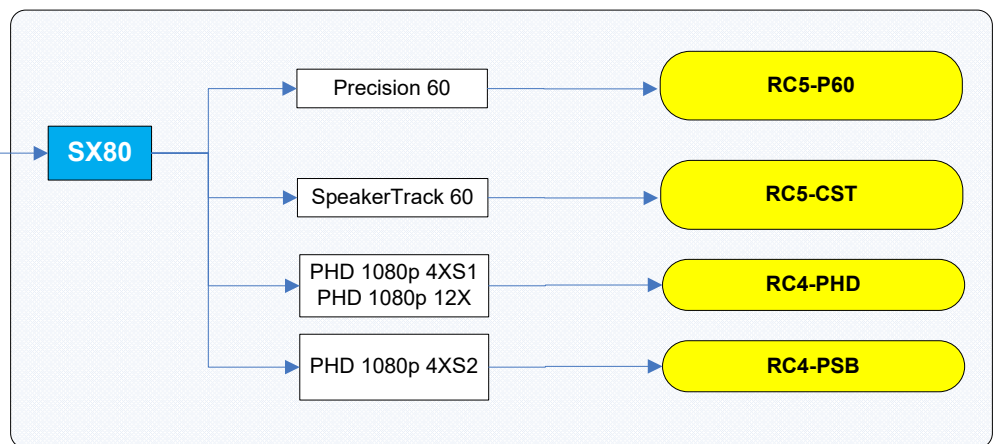 Precision 60
RC5-P60
SX80
SpeakerTrack 60
RC5-CST
PHD 1080p 4XS1
PHD 1080p 12X
RC4-PHD
PHD 1080p 4XS2
RC4-PSB